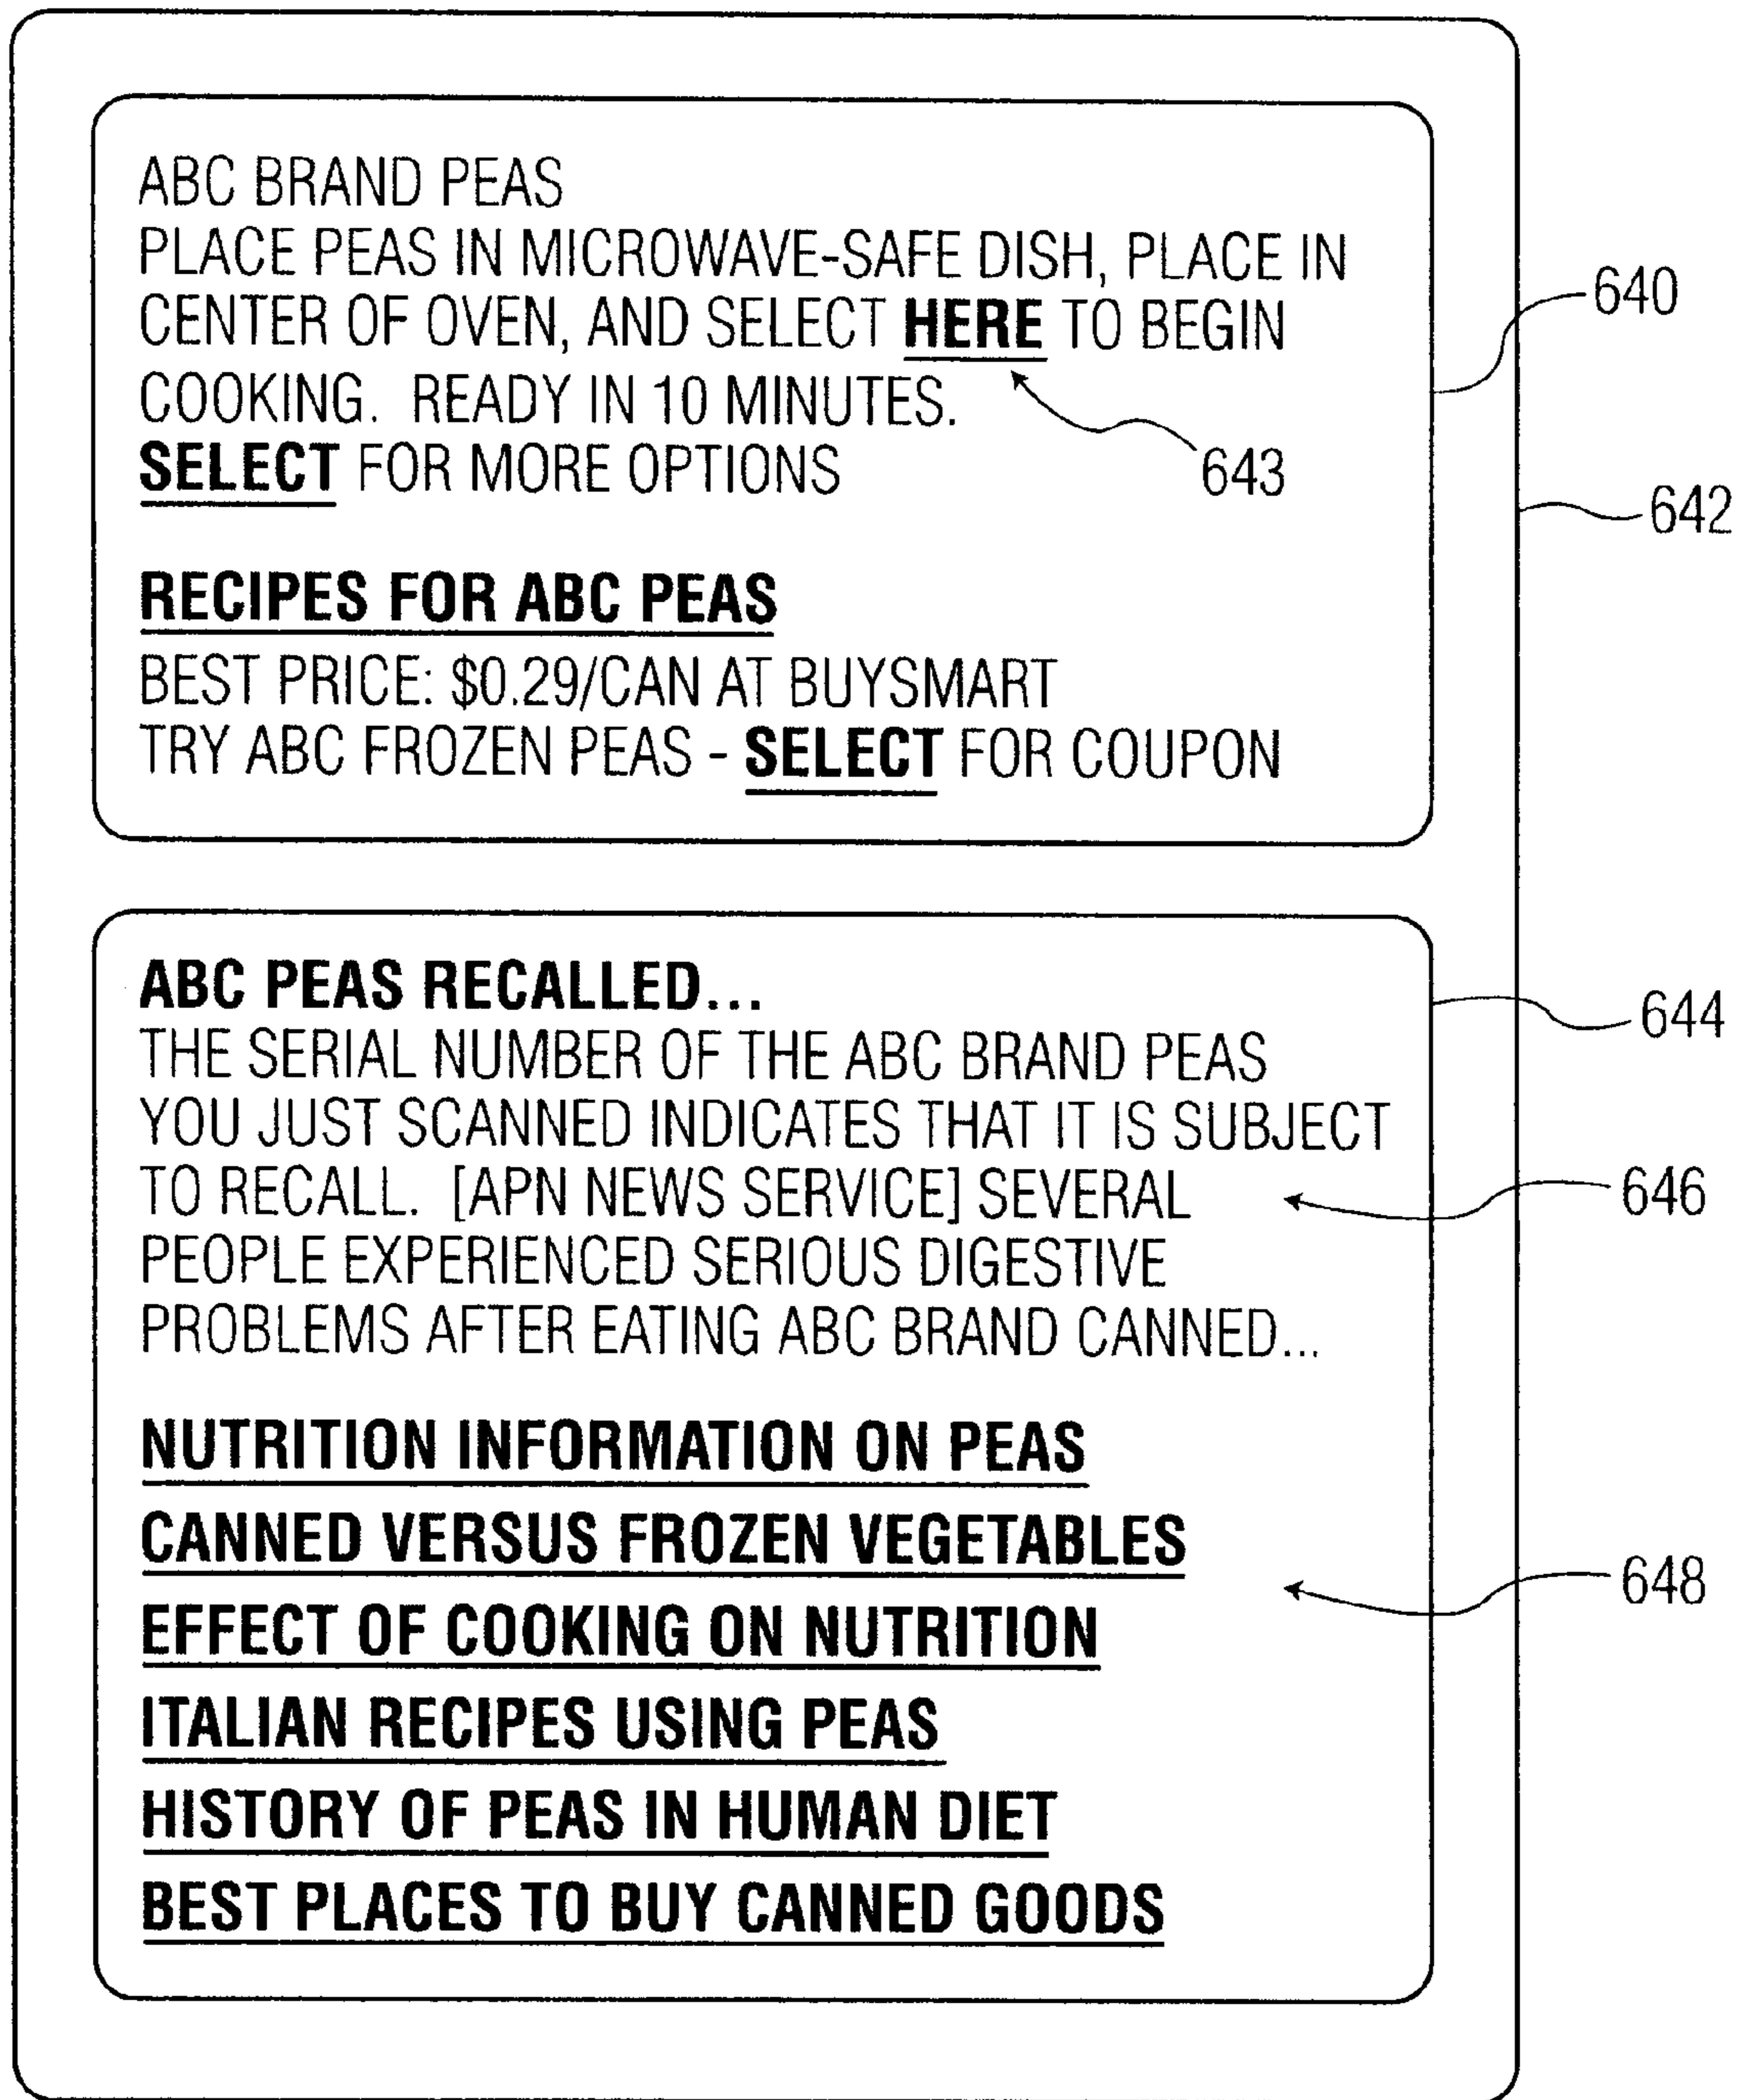 ABC BRAND PEAS
PLACE PEAS IN MICROWAVE-SAFE DISH, PLACE IN
CENTER OF OVEN, AND SELECT HERE TO BEGIN
COOKING. READY IN 10 MINUTES.
SELECT FOR MORE OPTIONS
RECIPES FOR ABC PEAS
BEST PRICE: $0.29/CAN AT BUYSMART
TRY ABC FROZEN PEAS - SELECT FOR COUPON
640
643
642
ABC PEAS RECALLED...
THE SERIAL NUMBER OF THE ABC BRAND PEAS
YOU JUST SCANNED INDICATES THAT IT IS SUBJECT
TO RECALL. [APN NEWS SERVICE] SEVERAL
PEOPLE EXPERIENCED SERIOUS DIGESTIVE
PROBLEMS AFTER EATING ABC BRAND CANNED...
NUTRITION INFORMATION ON PEAS
CANNED VERSUS FROZEN VEGETABLES
EFFECT OF COOKING ON NUTRITION
ITALIAN RECIPES USING PEAS
HISTORY OF PEAS IN HUMAN DIET
BEST PLACES TO BUY CANNED GOODS
644
646
648